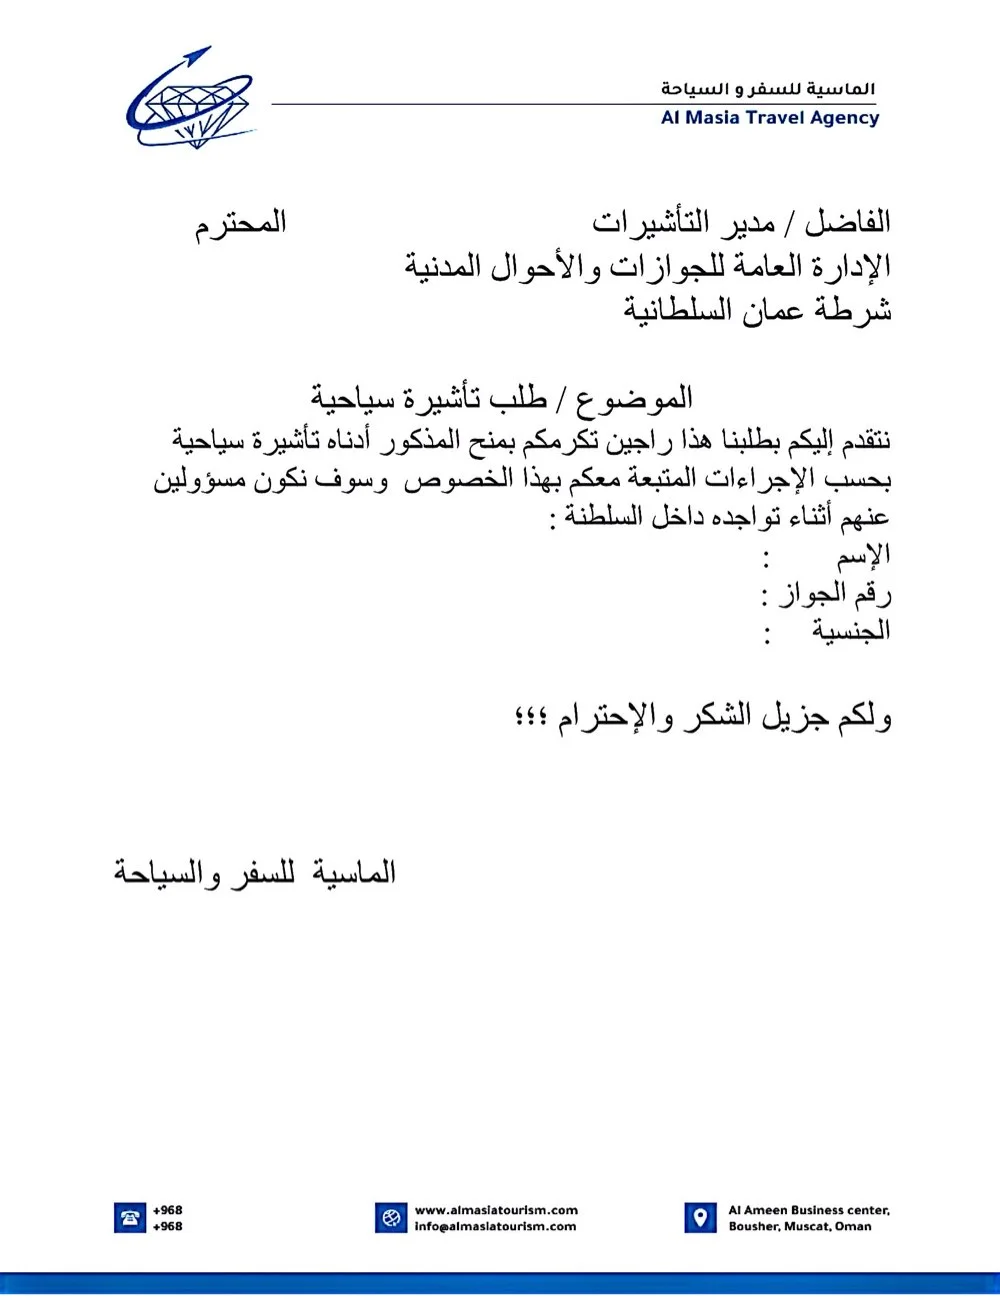 الماسية للسفر و السياحة
Al Masia Travel Agency
الفاضل / مدير التأشيرات المحترم
الإدارة العامة للجوازات والأحوال المدنية
شرطة عمان السلطانية
الموضوع / طلب تأشيرة سياحية
نتقدم إليكم بطلبنا هذا راجين تكرمكم بمنح المذكور أدناه تأشيرة سياحية
بحسب الإجراءات المتبعة معكم بهذا الخصوص وسوف نكون مسؤولين
عنهم أثناء تواجده داخل السلطنة :
الإسم :
رقم الجواز :
الجنسية :
ولكم جزيل الشكر والإحترام ؛؛؛
الماسية للسفر والسياحة
+968
+968
www.almasiatourism.com
info@almasiatourism.com
Al Ameen Business center,
Bousher, Muscat, Oman